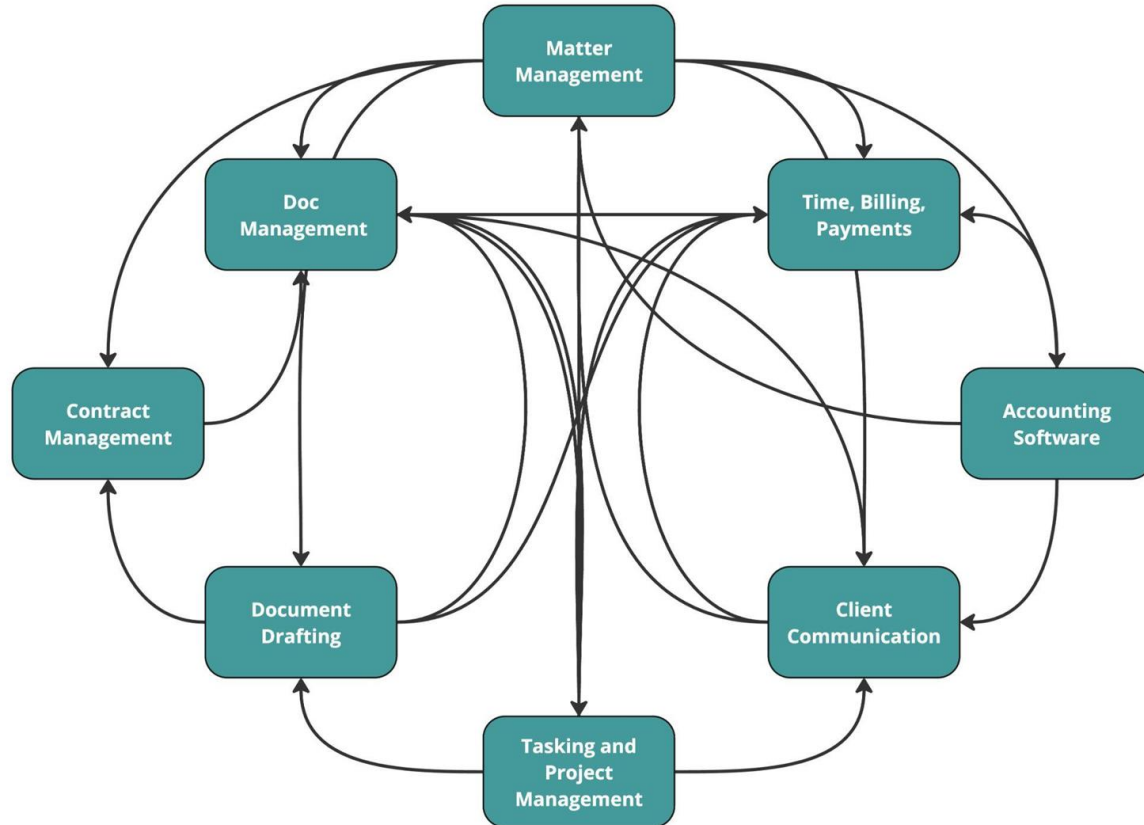 Matter
Management
Doc
Management
Time, Billing,
Payments
Contract
Management
Accounting
Software
Document
Drafting
Client
Communication
Tasking and
Project
Management